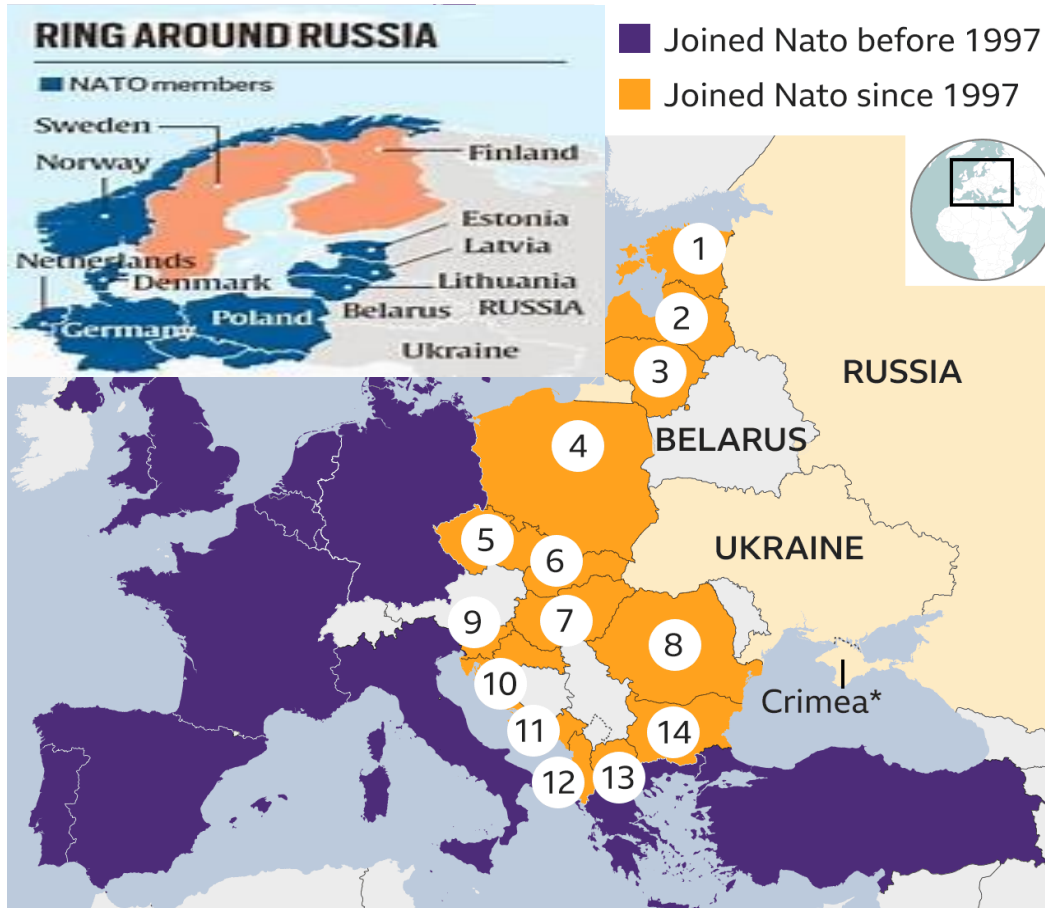 RING AROUND RUSSIA
NATO members
Sweden
Norway
Finland
Estonia
Latvia
Netherlands
Lithuania
Denmark
Belarus
RUSSIA
Germany
Poland
Ukraine
Joined Nato before 1997
Joined Nato since 1997
1
2
3
RUSSIA
4
BELARUS
5
6
UKRAINE
7
9
8
10
Crimea*
11
14
12
13